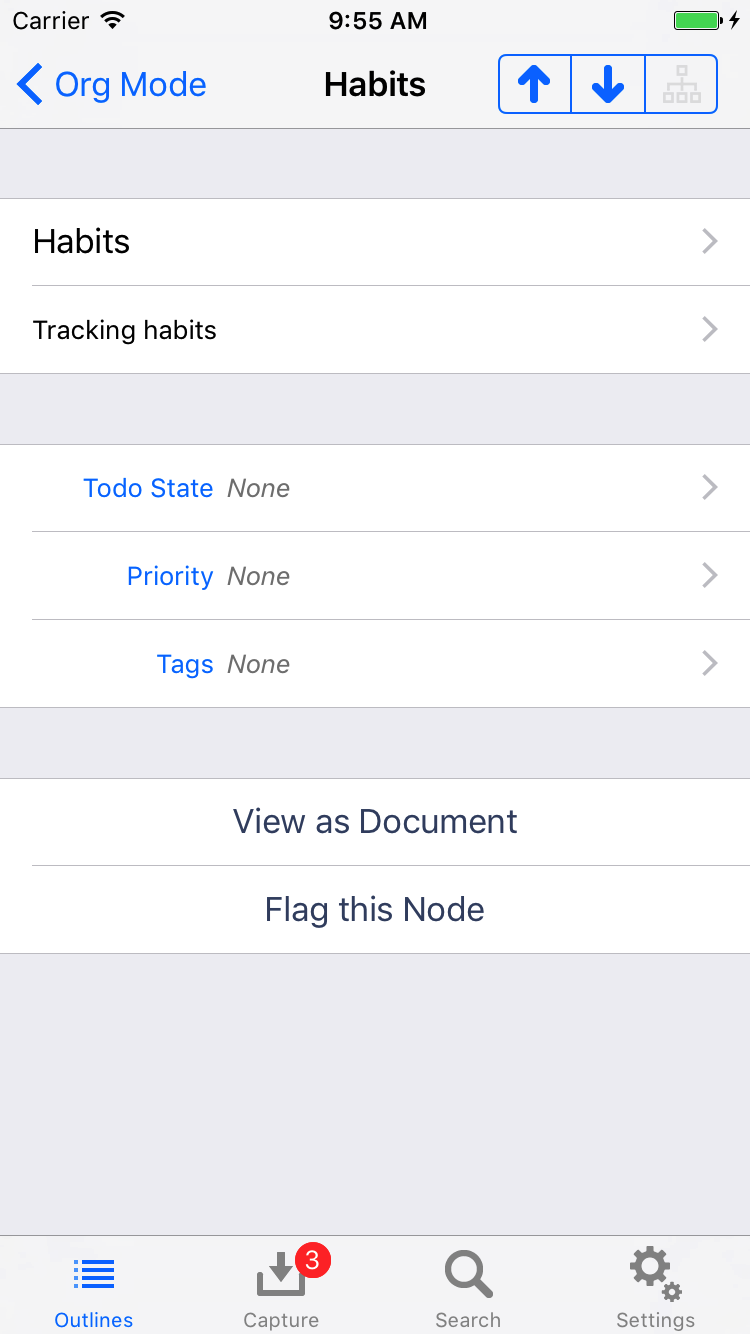 Carrier 9:55 AM
Org Mode Habits
Habits
Tracking habits
Todo State None
Priority None
Tags None
View as Document
Flag this Node
3
Outlines Capture Search Settings